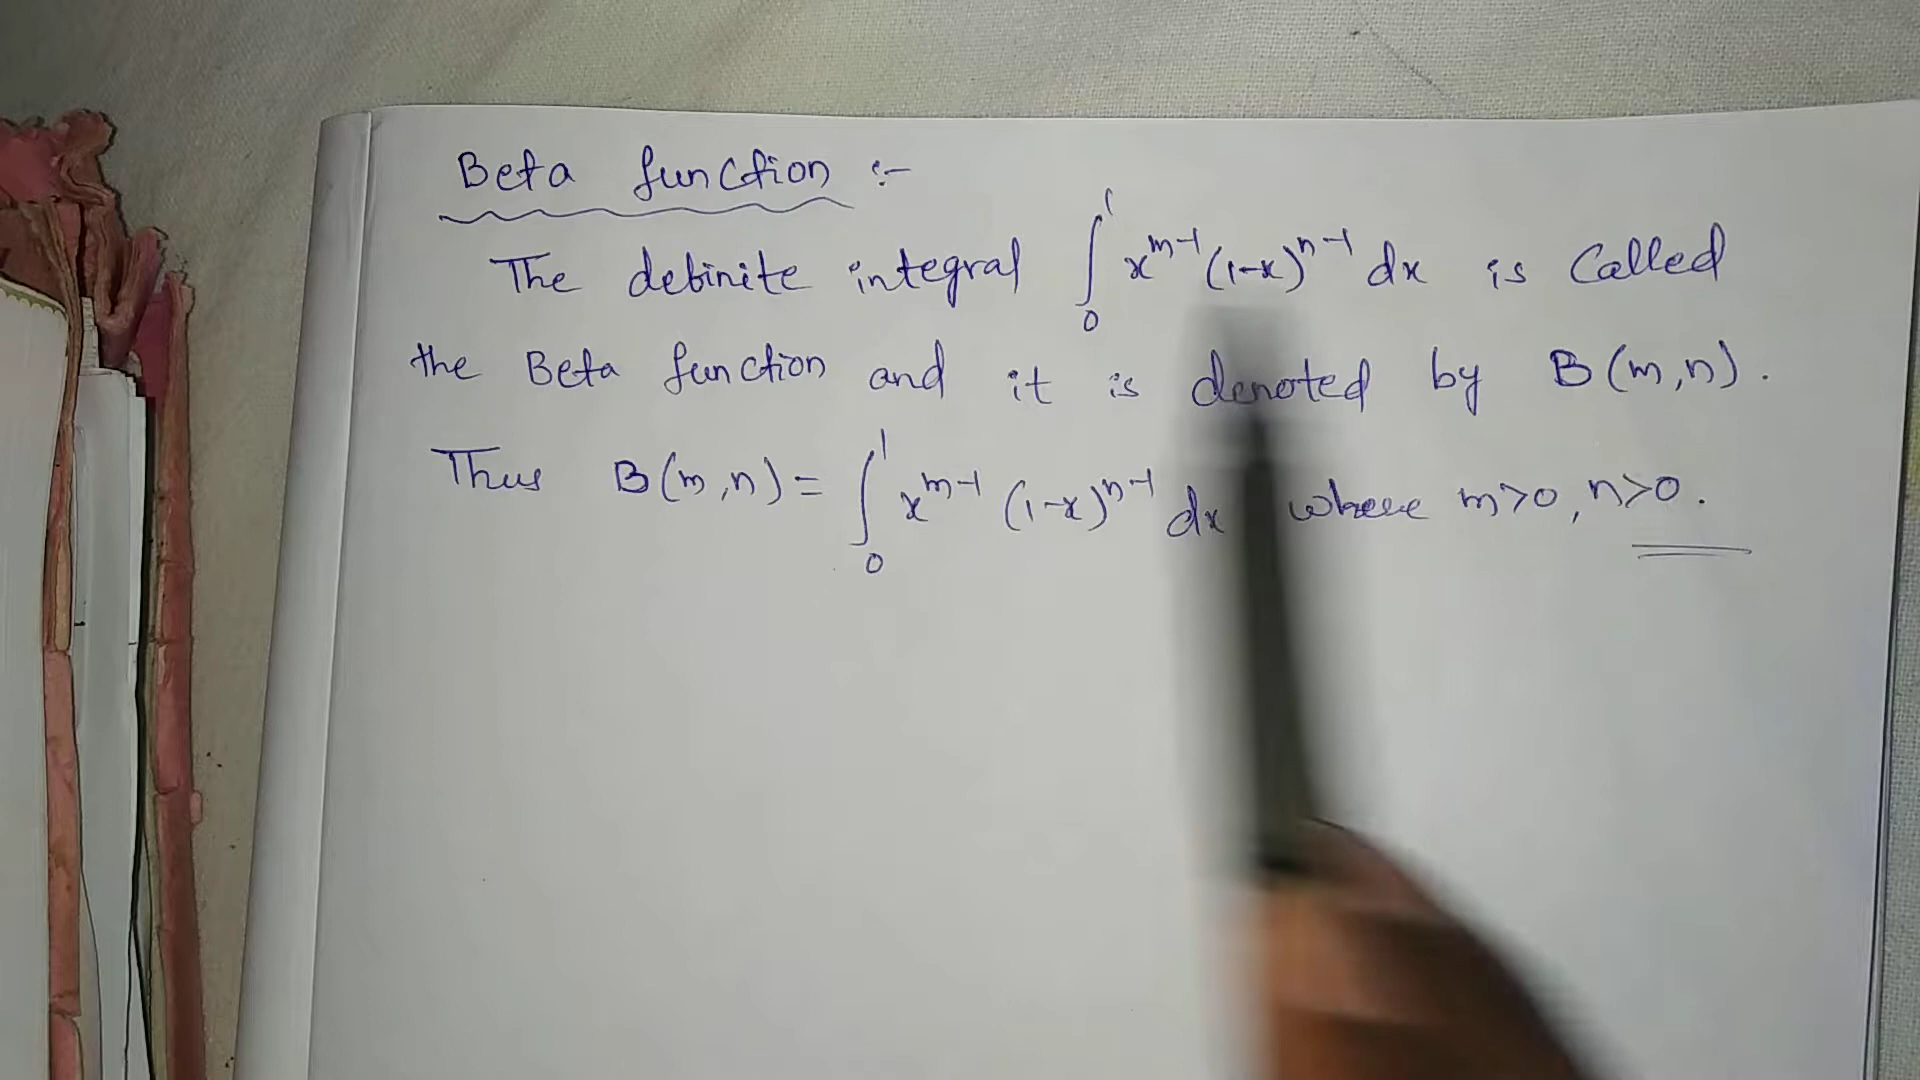 Beta function :-
The definite integral ∫₀¹ x^{m-1} (1-x)^{n-1} dx is Called
the Beta function and it is denoted by B(m,n).
Thus B(m,n) = ∫₀¹ x^{m-1} (1-x)^{n-1} dx where m>0, n>0.